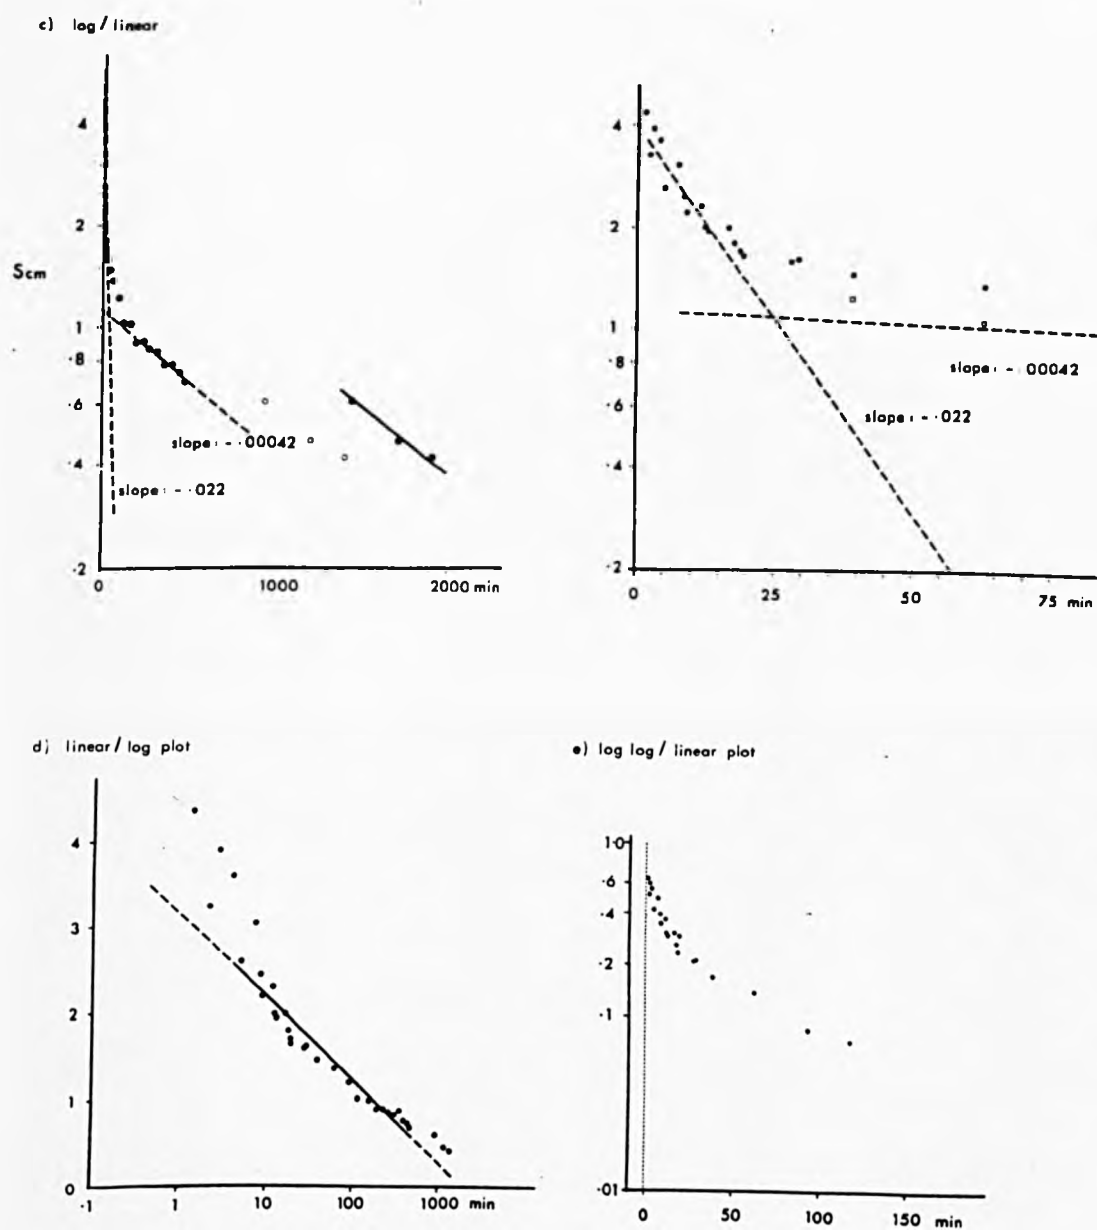 c) log / linear
4
2
Scm
1
·8
·6
·4
·2
slope: - ·00042
slope: - ·022
0 1000 2000 min
4
2
1
·8
·6
·4
·2
slope: - ·00042
slope: - ·022
0 25 50 75 min
d) linear / log plot
4
3
2
1
0
·1 1 10 100 1000 min
e) log log / linear plot
1·0
·6
·4
·2
·1
·01
0 50 100 150 min